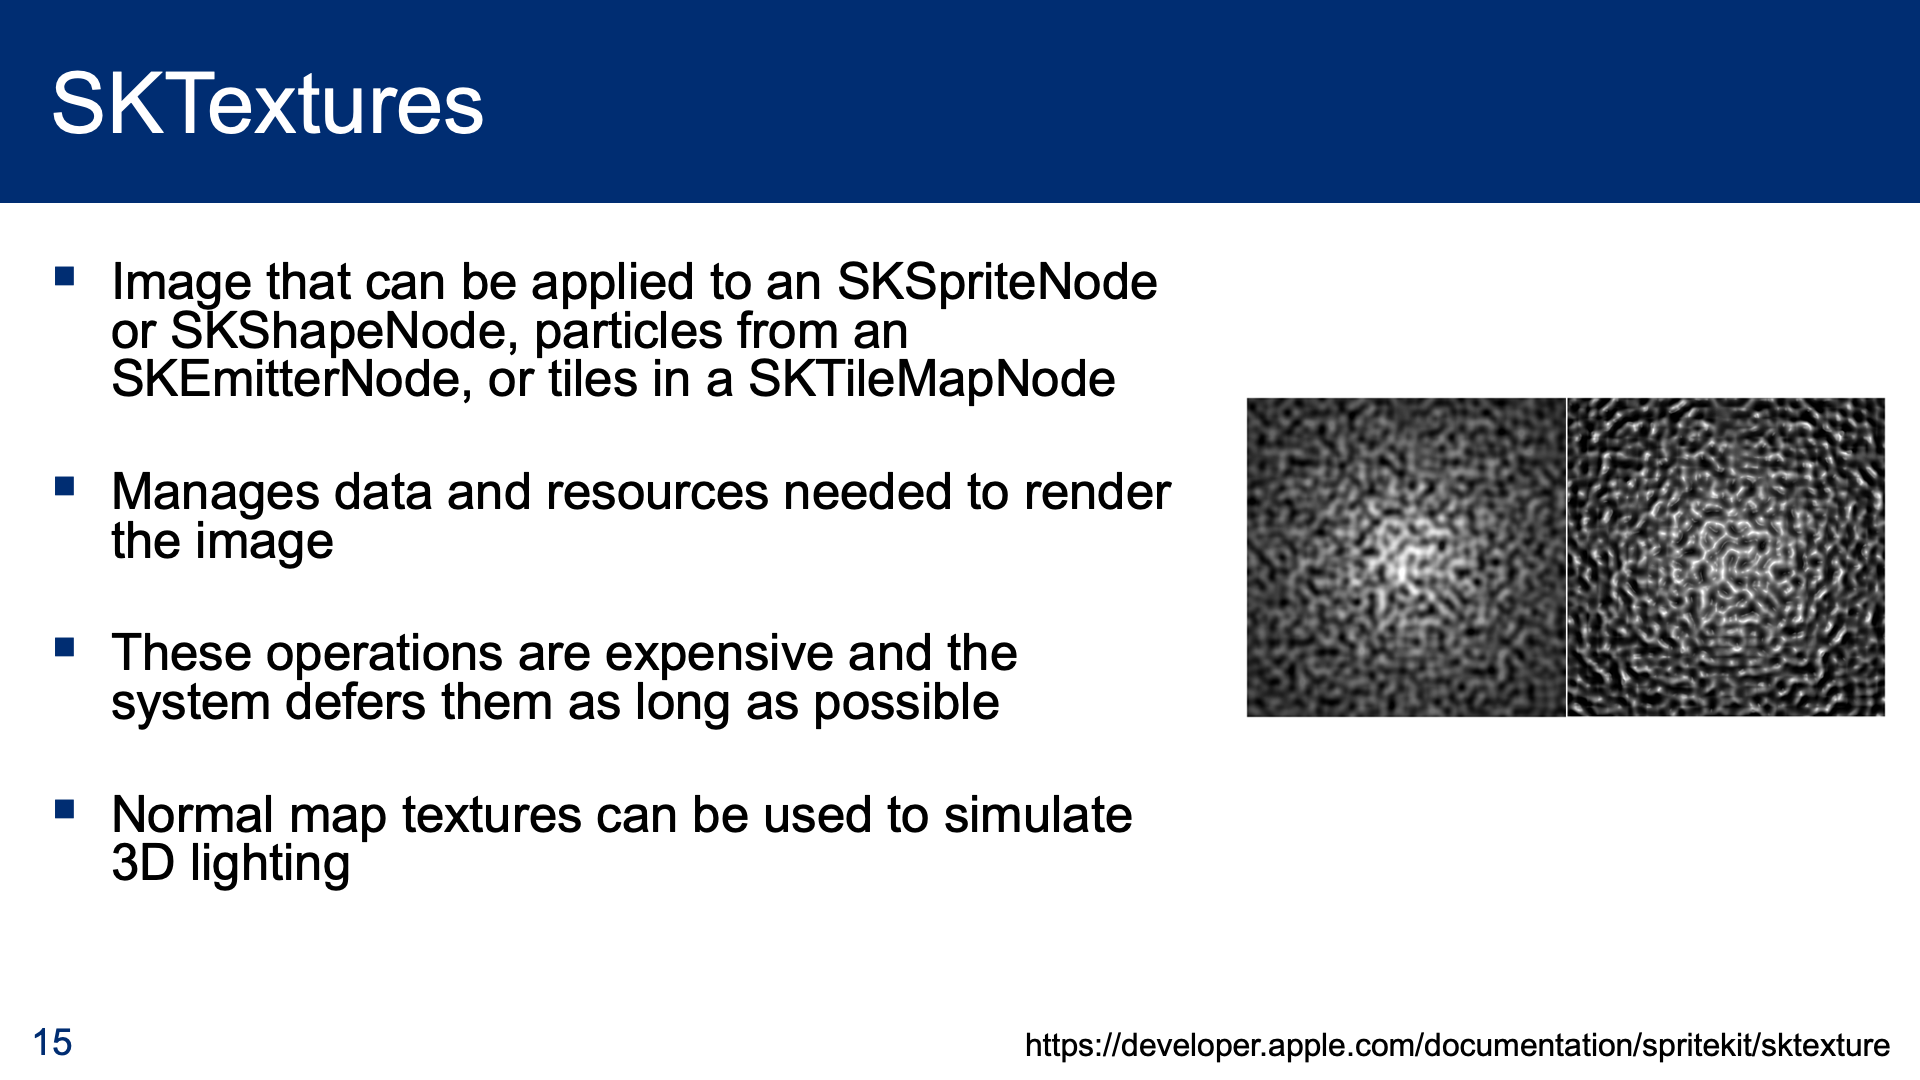 SKTextures
Image that can be applied to an SKSpriteNode
or SKShapeNode, particles from an
SKEmitterNode, or tiles in a SKTileMapNode
Manages data and resources needed to render
the image
These operations are expensive and the
system defers them as long as possible
Normal map textures can be used to simulate
3D lighting
15
https://developer.apple.com/documentation/spritekit/sktexture